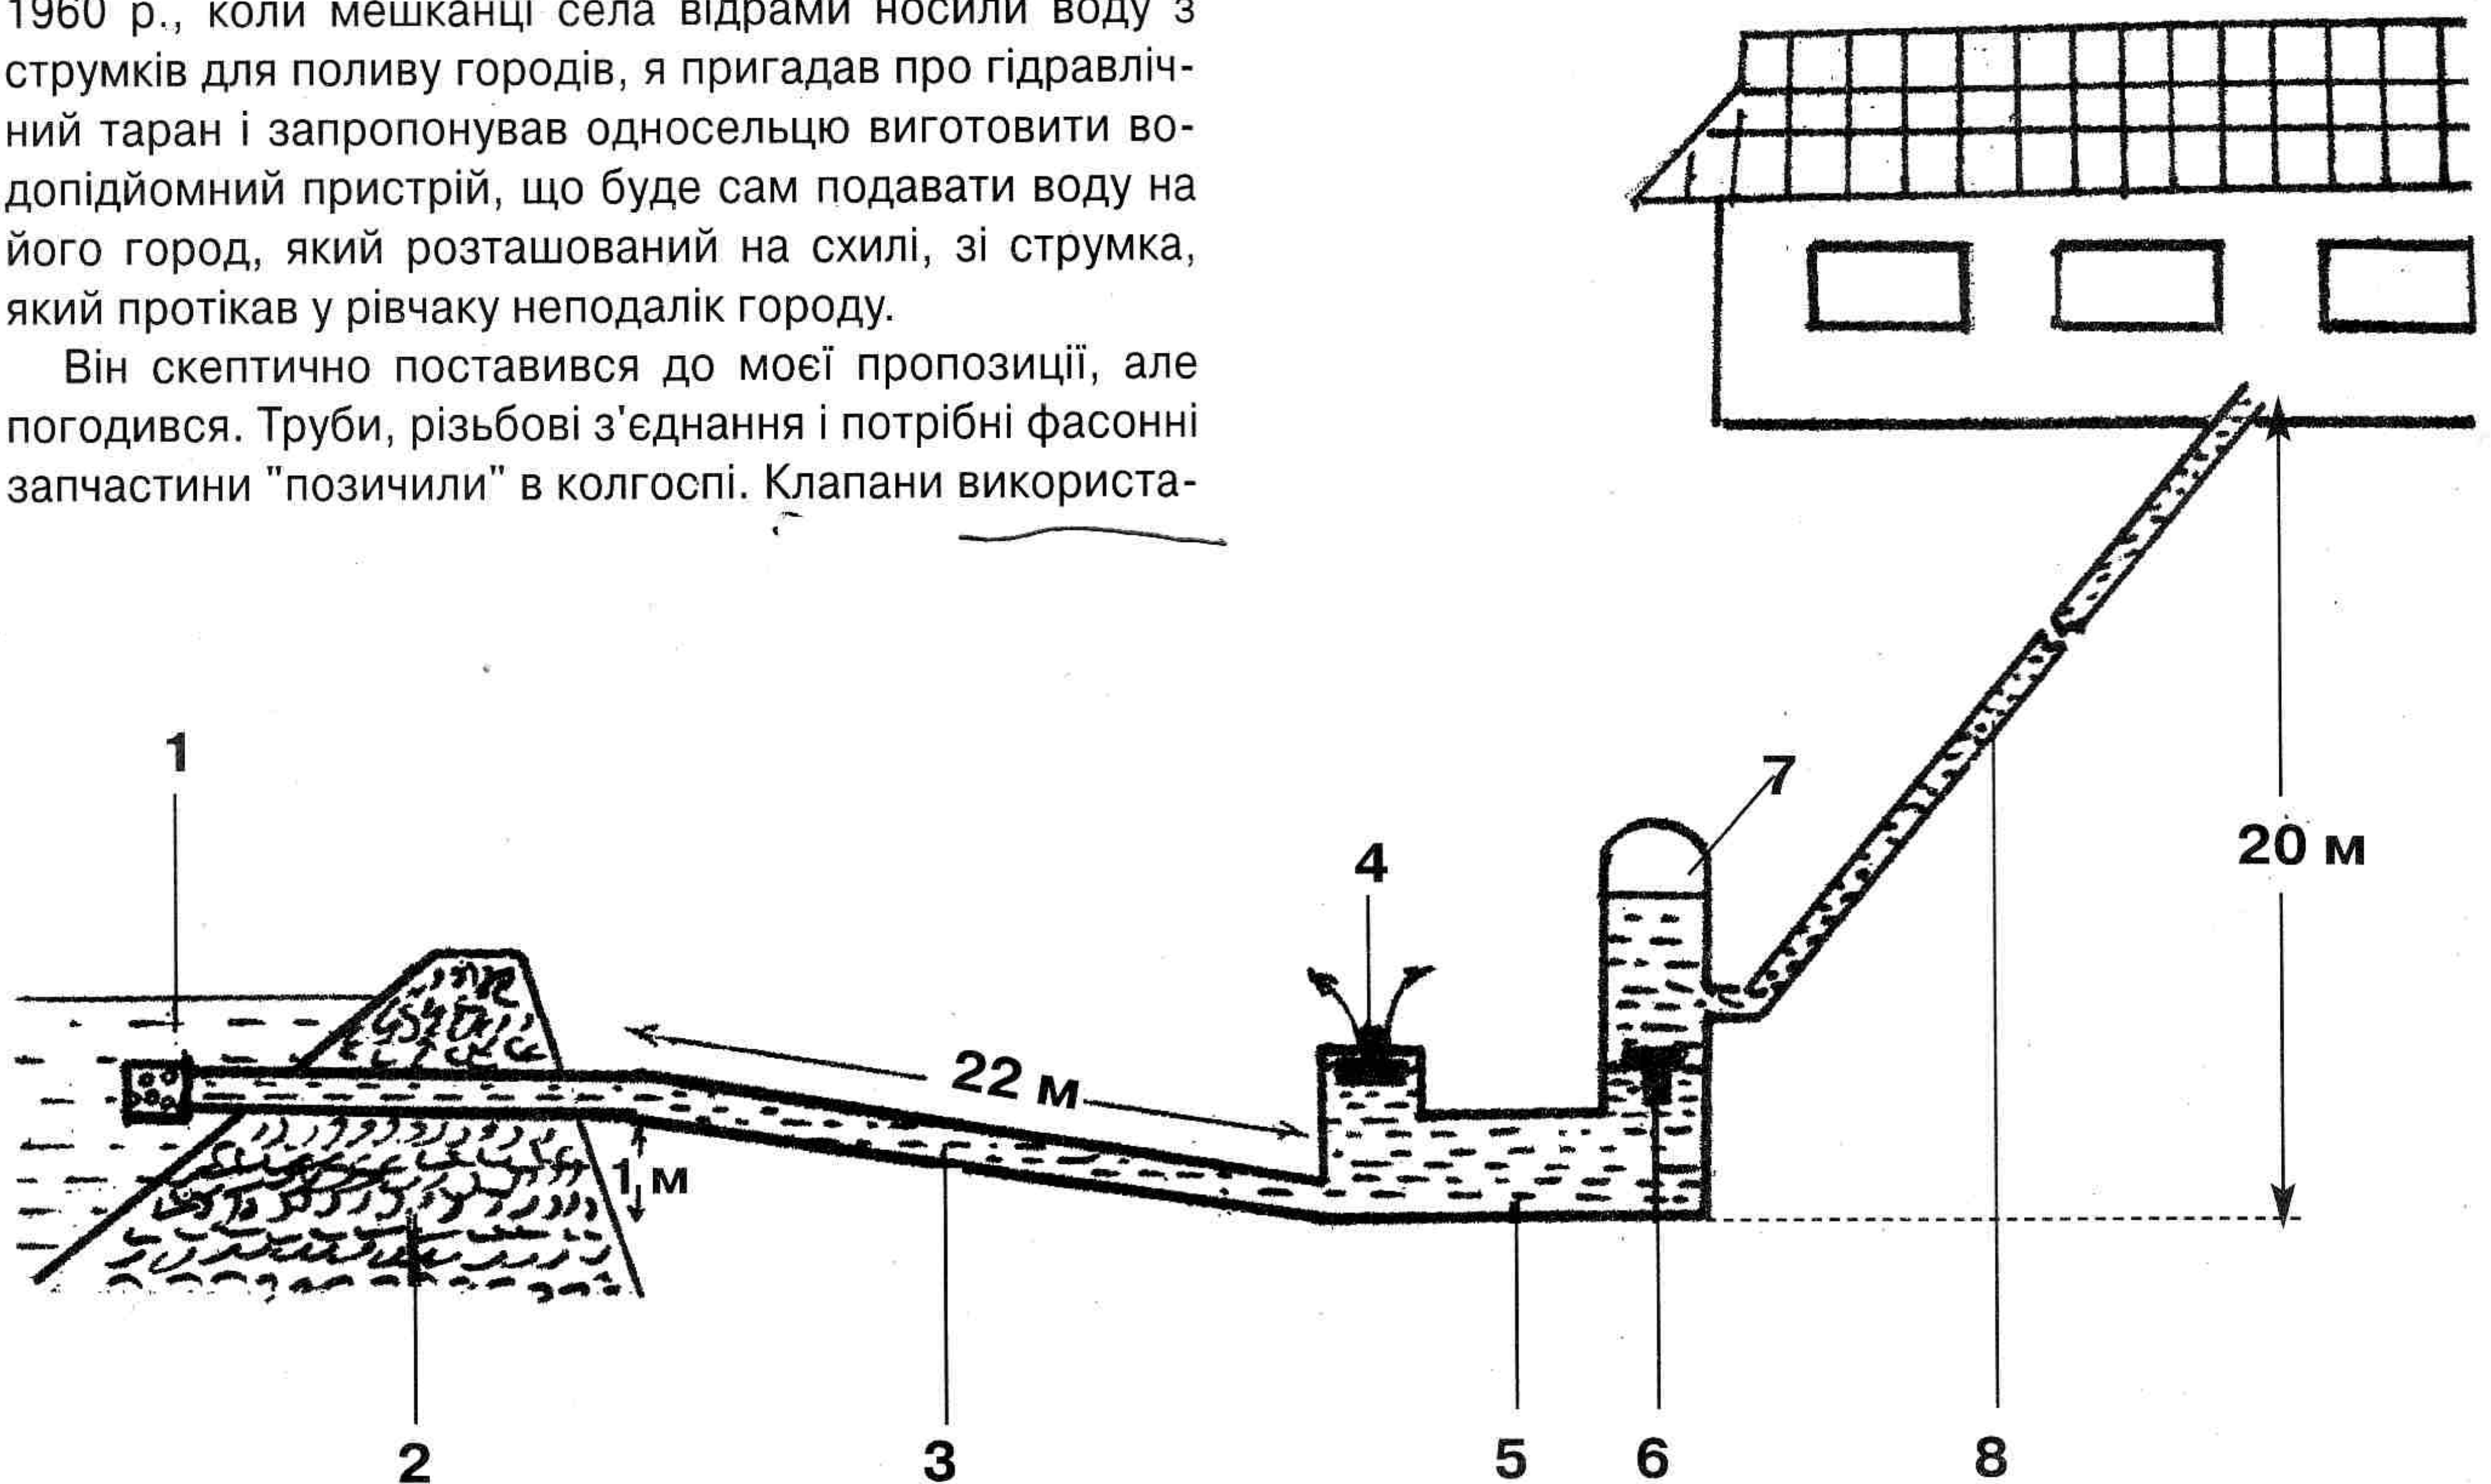 1960 р., коли мешканці села відрами носили воду з
струмків для поливу городів, я пригадав про гідравліч-
ний таран і запропонував односельцю виготовити во-
допідйомний пристрій, що буде сам подавати воду на
його город, який розташований на схилі, зі струмка,
який протікав у рівчаку неподалік городу.
Він скептично поставився до моєї пропозиції, але
погодився. Труби, різьбові з'єднання і потрібні фасонні
запчастини "позичили" в колгоспі. Клапани використа-
1
7
4
20 м
22 м
1 м
2
3
5
6
8